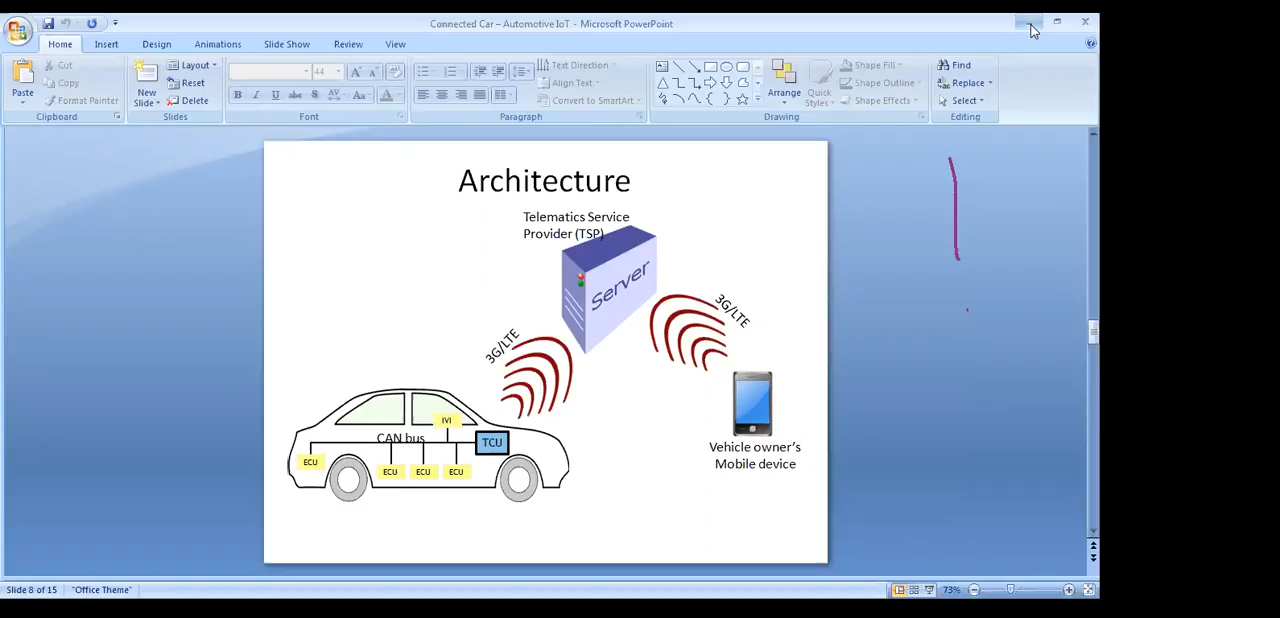 Connected Car - Automotive IoT - Microsoft PowerPoint
Home Insert Design Animations Slide Show Review View
Paste
Cut
Copy
Format Painter
Clipboard
New Slide
Layout
Reset
Delete
Slides
44
B I U abc S AV Aa A
Font
Text Direction
Align Text
Convert to SmartArt
Paragraph
Arrange
Quick Styles
Shape Fill
Shape Outline
Shape Effects
Drawing
Find
Replace
Select
Editing
Architecture
Telematics Service
Provider (TSP)
Server
3G/LTE
3G/LTE
IVI
CAN bus
TCU
ECU
ECU
ECU
ECU
Vehicle owner's
Mobile device
Slide 8 of 15 "Office Theme"
73%